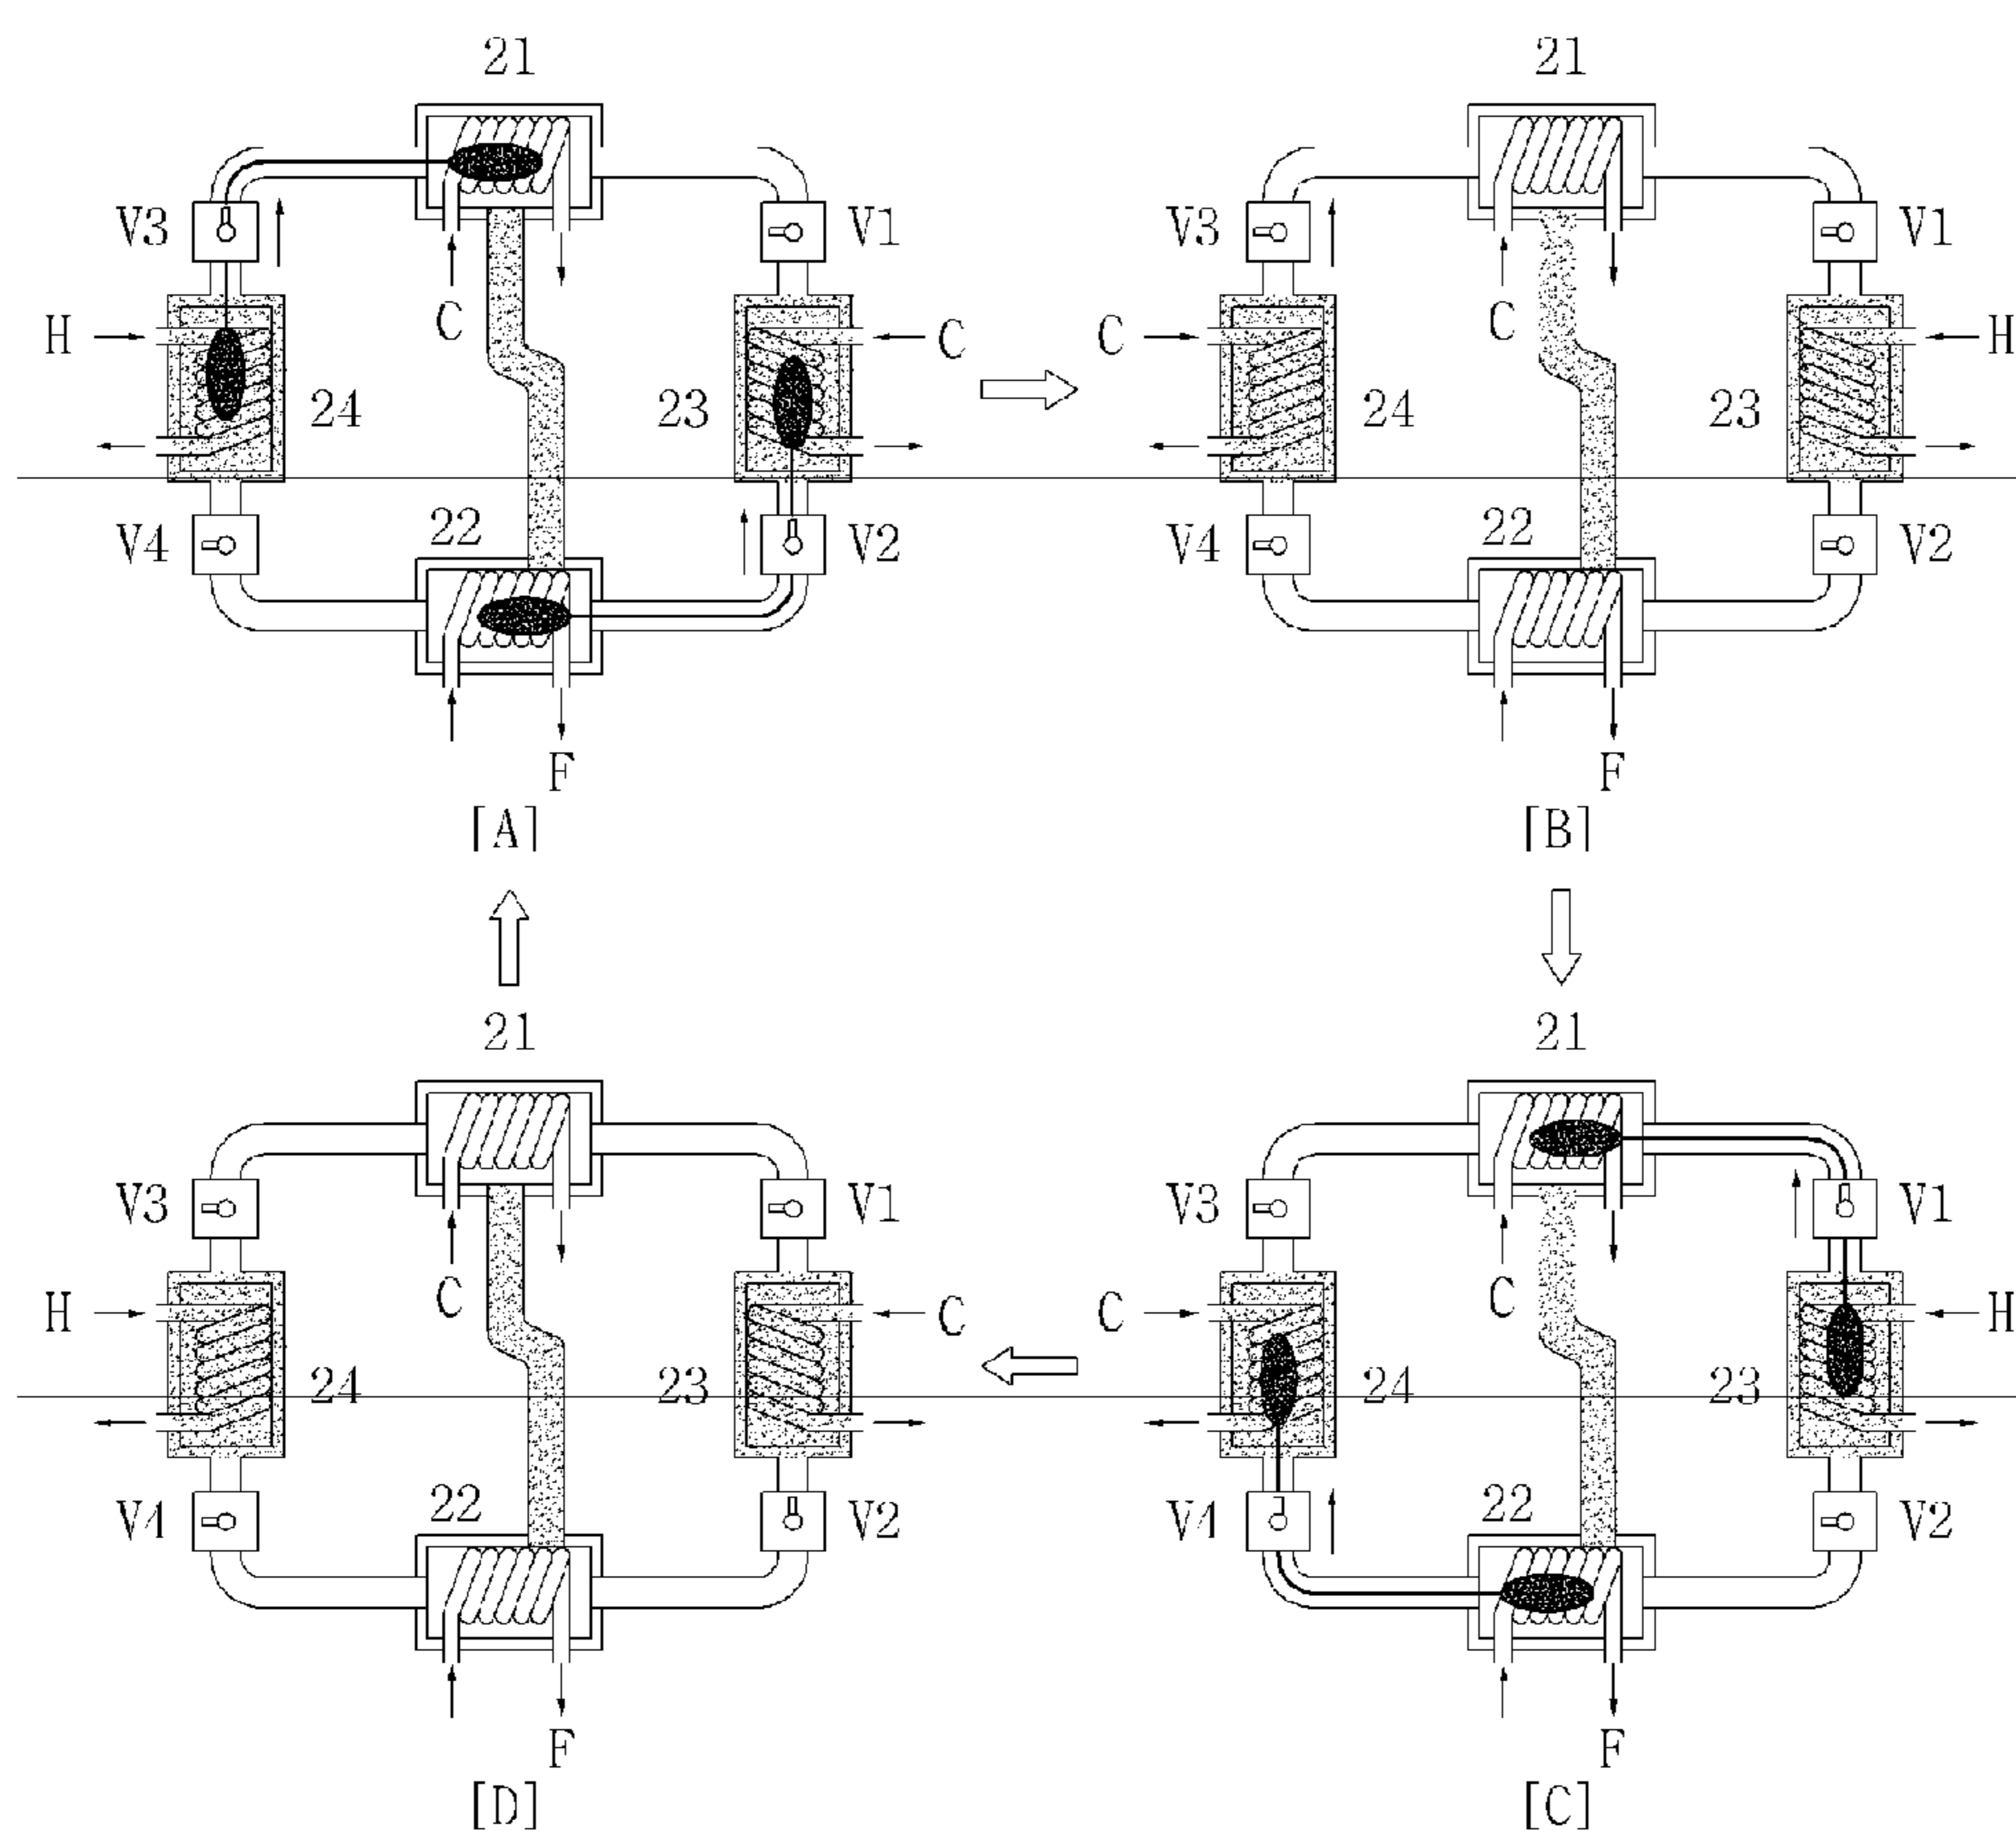 21 21
V3 V1 V3 V1
H C C C C H
24 23 24 23
V4 22 V2 V4 22 V2
F F
[A] [B]
21 21
V3 V1 V3 V1
H C C C C H
24 23 24 23
V4 22 V2 V4 22 V2
F F
[D] [C]